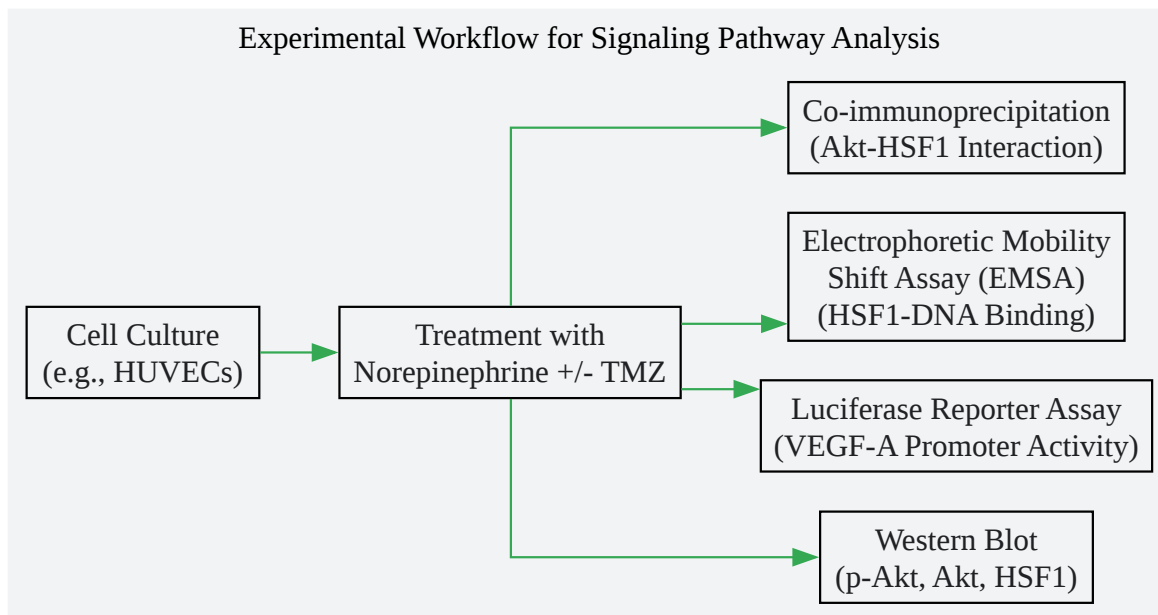 Experimental Workflow for Signaling Pathway Analysis
Cell Culture
(e.g., HUVECs)
Treatment with
Norepinephrine +/- TMZ
Co-immunoprecipitation
(Akt-HSF1 Interaction)
Electrophoretic Mobility
Shift Assay (EMSA)
(HSF1-DNA Binding)
Luciferase Reporter Assay
(VEGF-A Promoter Activity)
Western Blot
(p-Akt, Akt, HSF1)